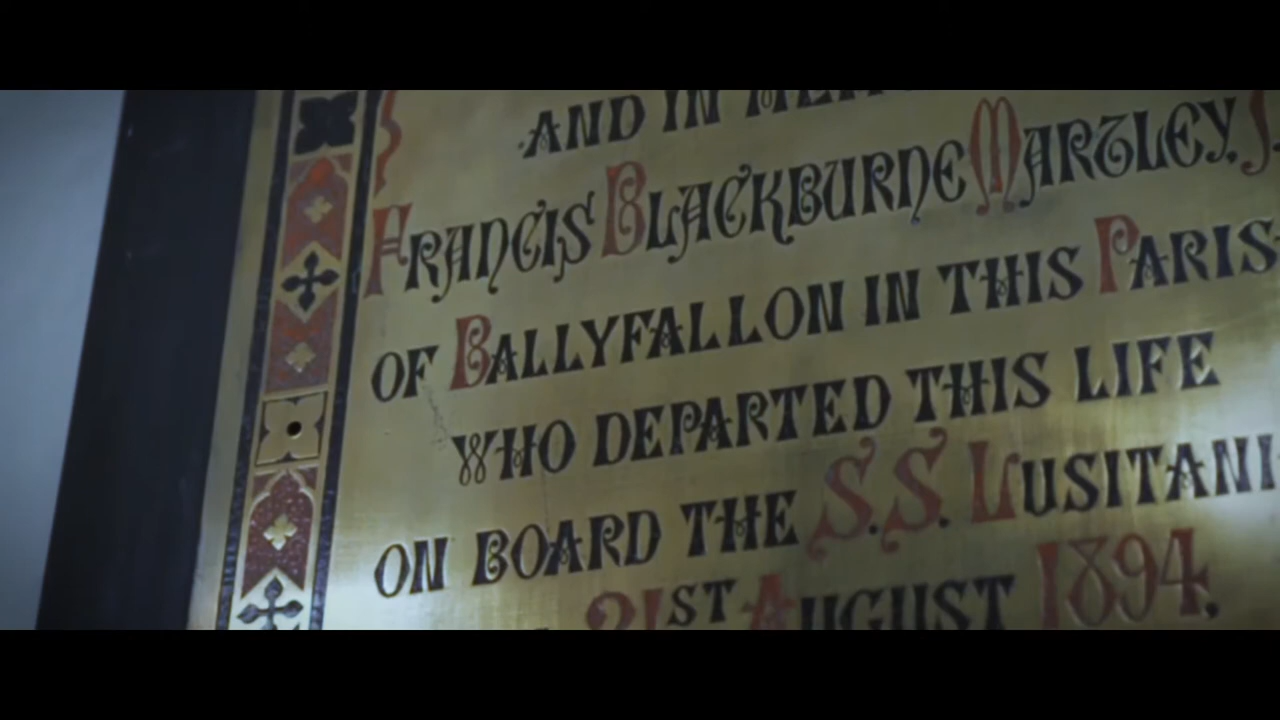 AND IN
FRANCIS BLACKBURNE MARTLEY, J.
OF BALLYFALLON IN THIS PARIS
WHO DEPARTED THIS LIFE
ON BOARD THE S.S. LUSITANI
21ST AUGUST 1894,